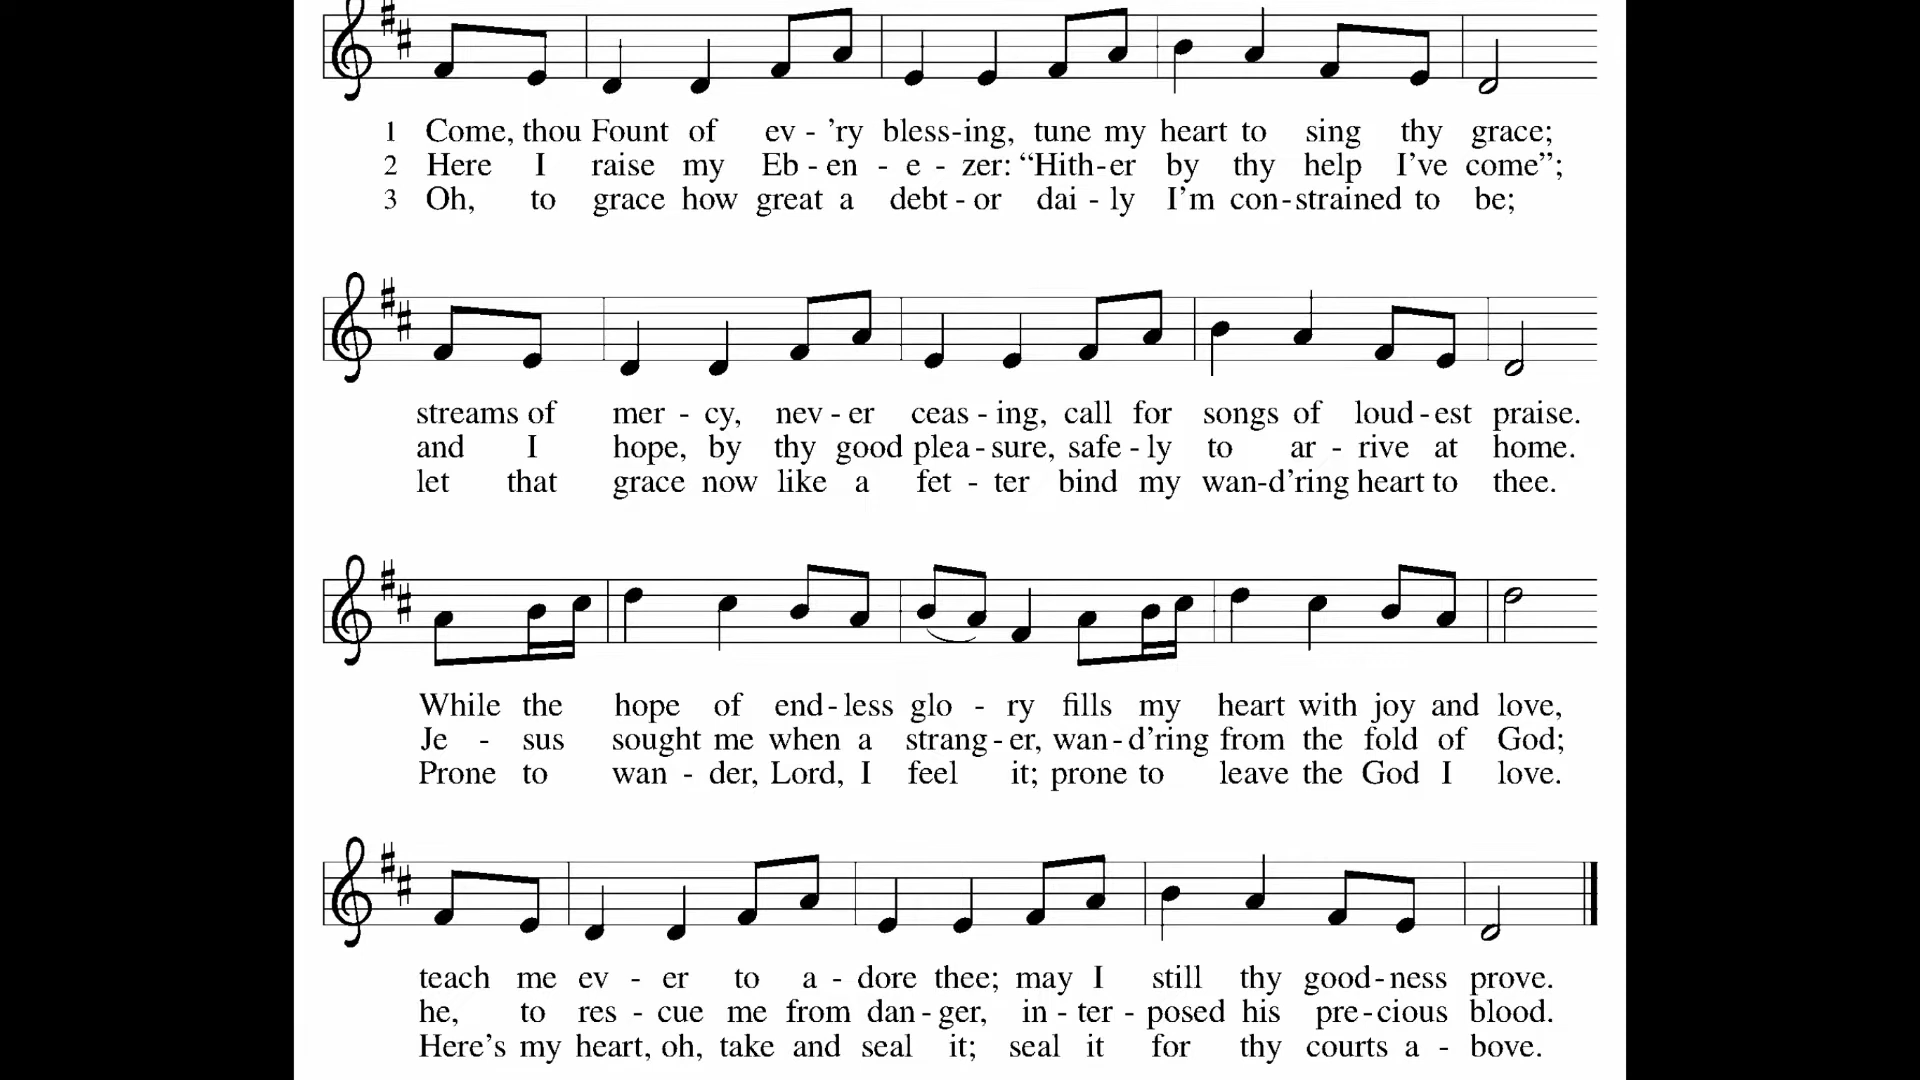 1 Come, thou Fount of ev - 'ry bless - ing, tune my heart to sing thy grace;
2 Here I raise my Eb - en - e - zer: “Hith - er by thy help I’ve come”;
3 Oh, to grace how great a debt - or dai - ly I’m con - strained to be;
streams of mer - cy, nev - er ceas - ing, call for songs of loud - est praise.
and I hope, by thy good plea - sure, safe - ly to ar - rive at home.
let that grace now like a fet - ter bind my wan - d’ring heart to thee.
While the hope of end - less glo - ry fills my heart with joy and love,
Je - sus sought me when a strang - er, wan - d’ring from the fold of God;
Prone to wan - der, Lord, I feel it; prone to leave the God I love.
teach me ev - er to a - dore thee; may I still thy good - ness prove.
he, to res - cue me from dan - ger, in - ter - posed his pre - cious blood.
Here’s my heart, oh, take and seal it; seal it for thy courts a - bove.